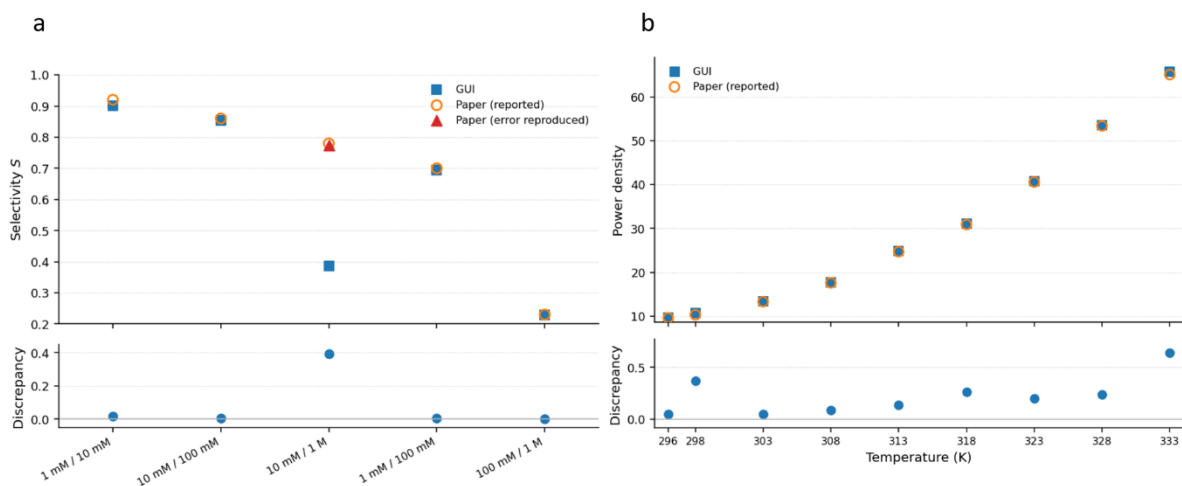 a
1.0
0.9
0.8
0.7
0.6
0.5
0.4
0.3
0.2
Selectivity S
GUI
Paper (reported)
Paper (error reproduced)
0.4
0.2
0.0
Discrepancy
1 mM / 10 mM
10 mM / 100 mM
10 mM / 1 M
1 mM / 100 mM
100 mM / 1 M
b
60
50
40
30
20
10
Power density
GUI
Paper (reported)
0.5
0.0
Discrepancy
296 298 303 308 313 318 323 328 333
Temperature (K)